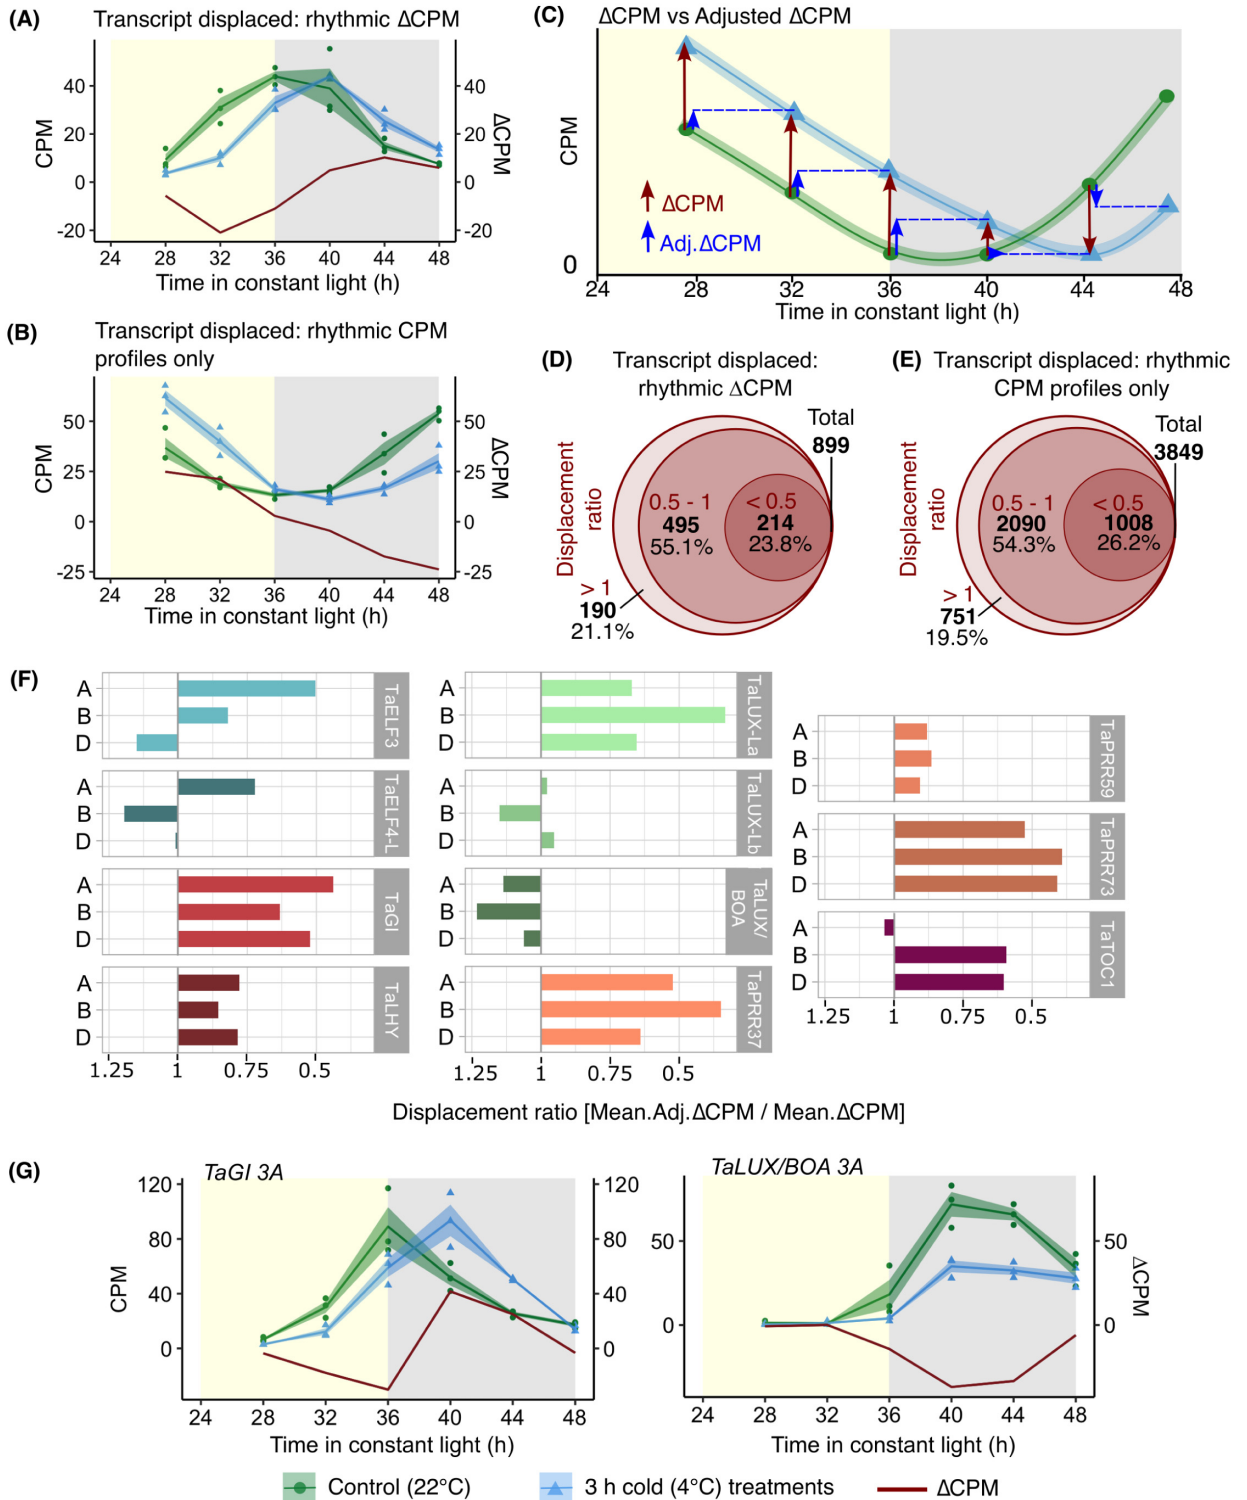 (A)
Transcript displaced: rhythmic ΔCPM
CPM
40
20
0
-20
40
20
0
-20
ΔCPM
24 28 32 36 40 44 48
Time in constant light (h)
(B)
Transcript displaced: rhythmic CPM
profiles only
CPM
50
25
0
-25
50
25
0
-25
ΔCPM
24 28 32 36 40 44 48
Time in constant light (h)
(C)
ΔCPM vs Adjusted ΔCPM
CPM
0
ΔCPM
Adj.ΔCPM
24 28 32 36 40 44 48
Time in constant light (h)
(D)
Transcript displaced:
rhythmic ΔCPM
Total
899
Displacement
ratio
0.5 - 1
495
55.1%
< 0.5
214
23.8%
> 1
190
21.1%
(E)
Transcript displaced: rhythmic
CPM profiles only
Total
3849
Displacement
ratio
0.5 - 1
2090
54.3%
< 0.5
1008
26.2%
> 1
751
19.5%
(F)
A
B
D
TaELF3
A
B
D
TaELF4-L
A
B
D
TaGI
A
B
D
TaLHY
1.25 1 0.75 0.5
A
B
D
TaLUX-La
A
B
D
TaLUX-Lb
A
B
D
TaLUX/
BOA
A
B
D
TaPRR37
1.25 1 0.75 0.5
A
B
D
TaPRR59
A
B
D
TaPRR73
A
B
D
TaTOC1
1.25 1 0.75 0.5
Displacement ratio [Mean.Adj.ΔCPM / Mean.ΔCPM]
(G)
TaGI 3A
CPM
120
80
40
0
120
80
40
0
24 28 32 36 40 44 48
Time in constant light (h)
TaLUX/BOA 3A
50
0
50
0
ΔCPM
24 28 32 36 40 44 48
Time in constant light (h)
Control (22°C)
3 h cold (4°C) treatments
ΔCPM